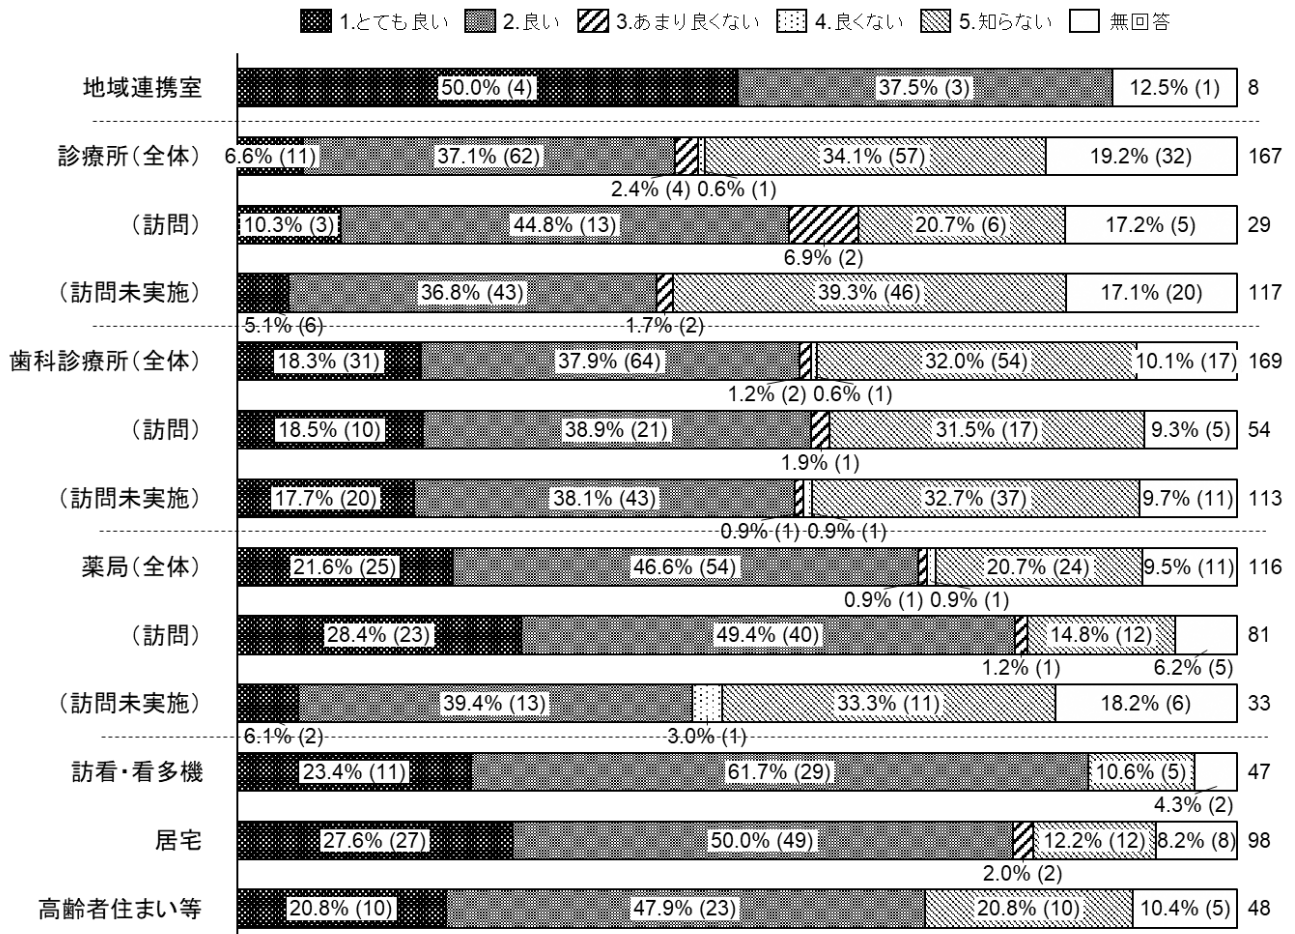 1.とても良い 2.良い 3.あまり良くない 4.良くない 5.知らない 無回答
地域連携室 50.0% (4) 37.5% (3) 12.5% (1) 8
診療所(全体) 6.6% (11) 37.1% (62) 34.1% (57) 19.2% (32) 167
2.4% (4) 0.6% (1)
(訪問) 10.3% (3) 44.8% (13) 20.7% (6) 17.2% (5) 29
6.9% (2)
(訪問未実施) 36.8% (43) 39.3% (46) 17.1% (20) 117
5.1% (6) 1.7% (2)
歯科診療所(全体) 18.3% (31) 37.9% (64) 32.0% (54) 10.1% (17) 169
1.2% (2) 0.6% (1)
(訪問) 18.5% (10) 38.9% (21) 31.5% (17) 9.3% (5) 54
1.9% (1)
(訪問未実施) 17.7% (20) 38.1% (43) 32.7% (37) 9.7% (11) 113
0.9% (1) 0.9% (1)
薬局(全体) 21.6% (25) 46.6% (54) 20.7% (24) 9.5% (11) 116
0.9% (1) 0.9% (1)
(訪問) 28.4% (23) 49.4% (40) 14.8% (12) 81
1.2% (1) 6.2% (5)
(訪問未実施) 39.4% (13) 33.3% (11) 18.2% (6) 33
6.1% (2) 3.0% (1)
訪看・看多機 23.4% (11) 61.7% (29) 10.6% (5) 47
4.3% (2)
居宅 27.6% (27) 50.0% (49) 12.2% (12) 8.2% (8) 98
2.0% (2)
高齢者住まい等 20.8% (10) 47.9% (23) 20.8% (10) 10.4% (5) 48